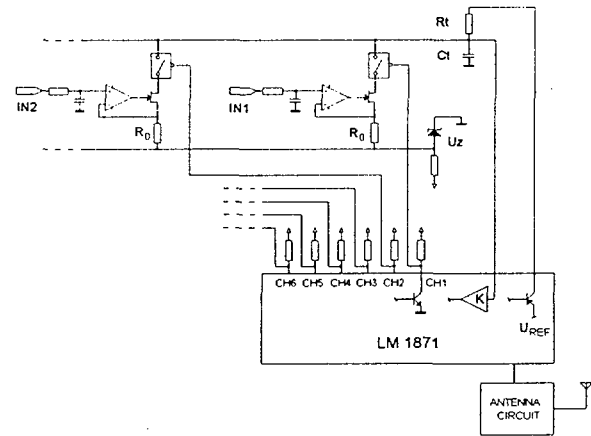 Rt
Ct
IN2
IN1
R0
R0
Uz
CH6 CH5 CH4 CH3 CH2 CH1
K
UREF
LM 1871
ANTENNA
CIRCUIT